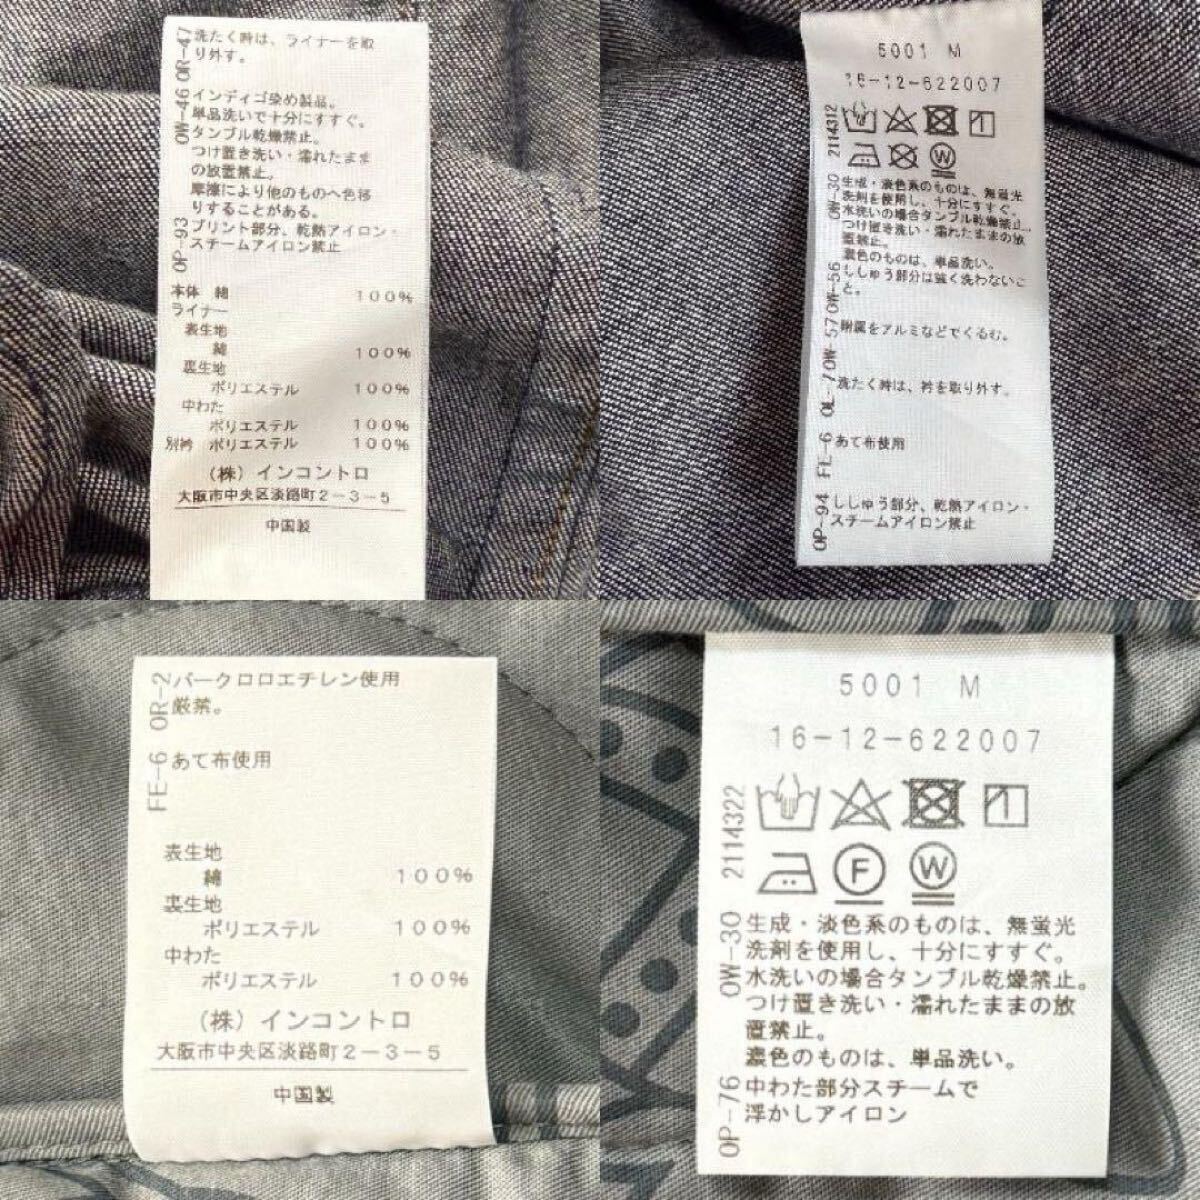 OR-47 洗たく時は、ライナーを取
り外す。
OW-46 インディゴ染め製品。
単品洗いで十分にすすぐ。
タンブル乾燥禁止。
つけ置き洗い・濡れたまま
の放置禁止。
摩擦により他のものへ色移
りすることがある。
OP-93 プリント部分、乾熱アイロン・
スチームアイロン禁止
本体 綿 100%
ライナー
表生地
綿 100%
裏生地
ポリエステル 100%
中わた
ポリエステル 100%
別衿 ポリエステル 100%
(株)インコントロ
大阪市中央区淡路町2-3-5
中国製
5001 M
16-12-622007
2114312
OW-30 生成・淡色系のものは、無蛍光
洗剤を使用し、十分にすすぐ。
水洗いの場合タンブル乾燥禁止。
つけ置き洗い・濡れたままの放
置禁止。
濃色のものは、単品洗い。
OW-56 ししゅう部分は強く洗わないこ
と。
OW-57 附属をアルミなどでくるむ。
OL-70 洗たく時は、衿を取り外す。
FE-6 あて布使用
OP-94 ししゅう部分、乾熱アイロン・
スチームアイロン禁止
OR-2 パークロロエチレン使用
厳禁。
FE-6 あて布使用
表生地
綿 100%
裏生地
ポリエステル 100%
中わた
ポリエステル 100%
(株)インコントロ
大阪市中央区淡路町2-3-5
中国製
5001 M
16-12-622007
2114322
F
W
OW-30 生成・淡色系のものは、無蛍光
洗剤を使用し、十分にすすぐ。
水洗いの場合タンブル乾燥禁止。
つけ置き洗い・濡れたままの放
置禁止。
濃色のものは、単品洗い。
OP-76 中わた部分スチームで
浮かしアイロン